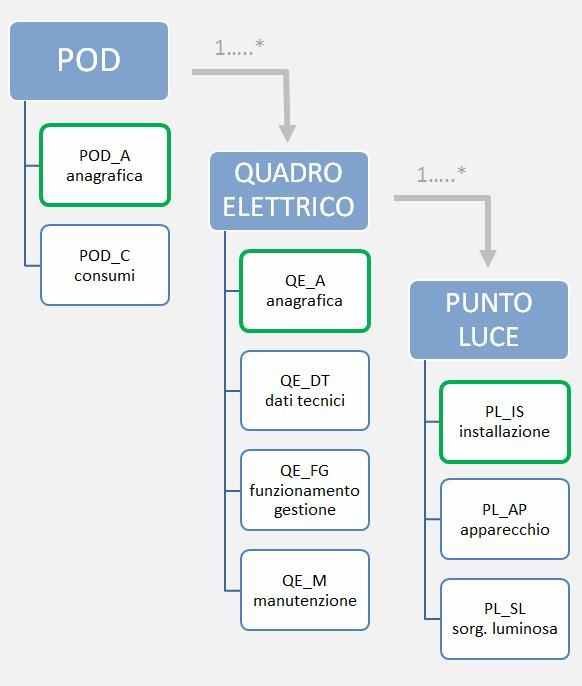 POD
1.....*
POD_A
anagrafica
POD_C
consumi
QUADRO
ELETTRICO
1.....*
QE_A
anagrafica
QE_DT
dati tecnici
QE_FG
funzionamento
gestione
QE_M
manutenzione
PUNTO
LUCE
PL_IS
installazione
PL_AP
apparecchio
PL_SL
sorg. luminosa